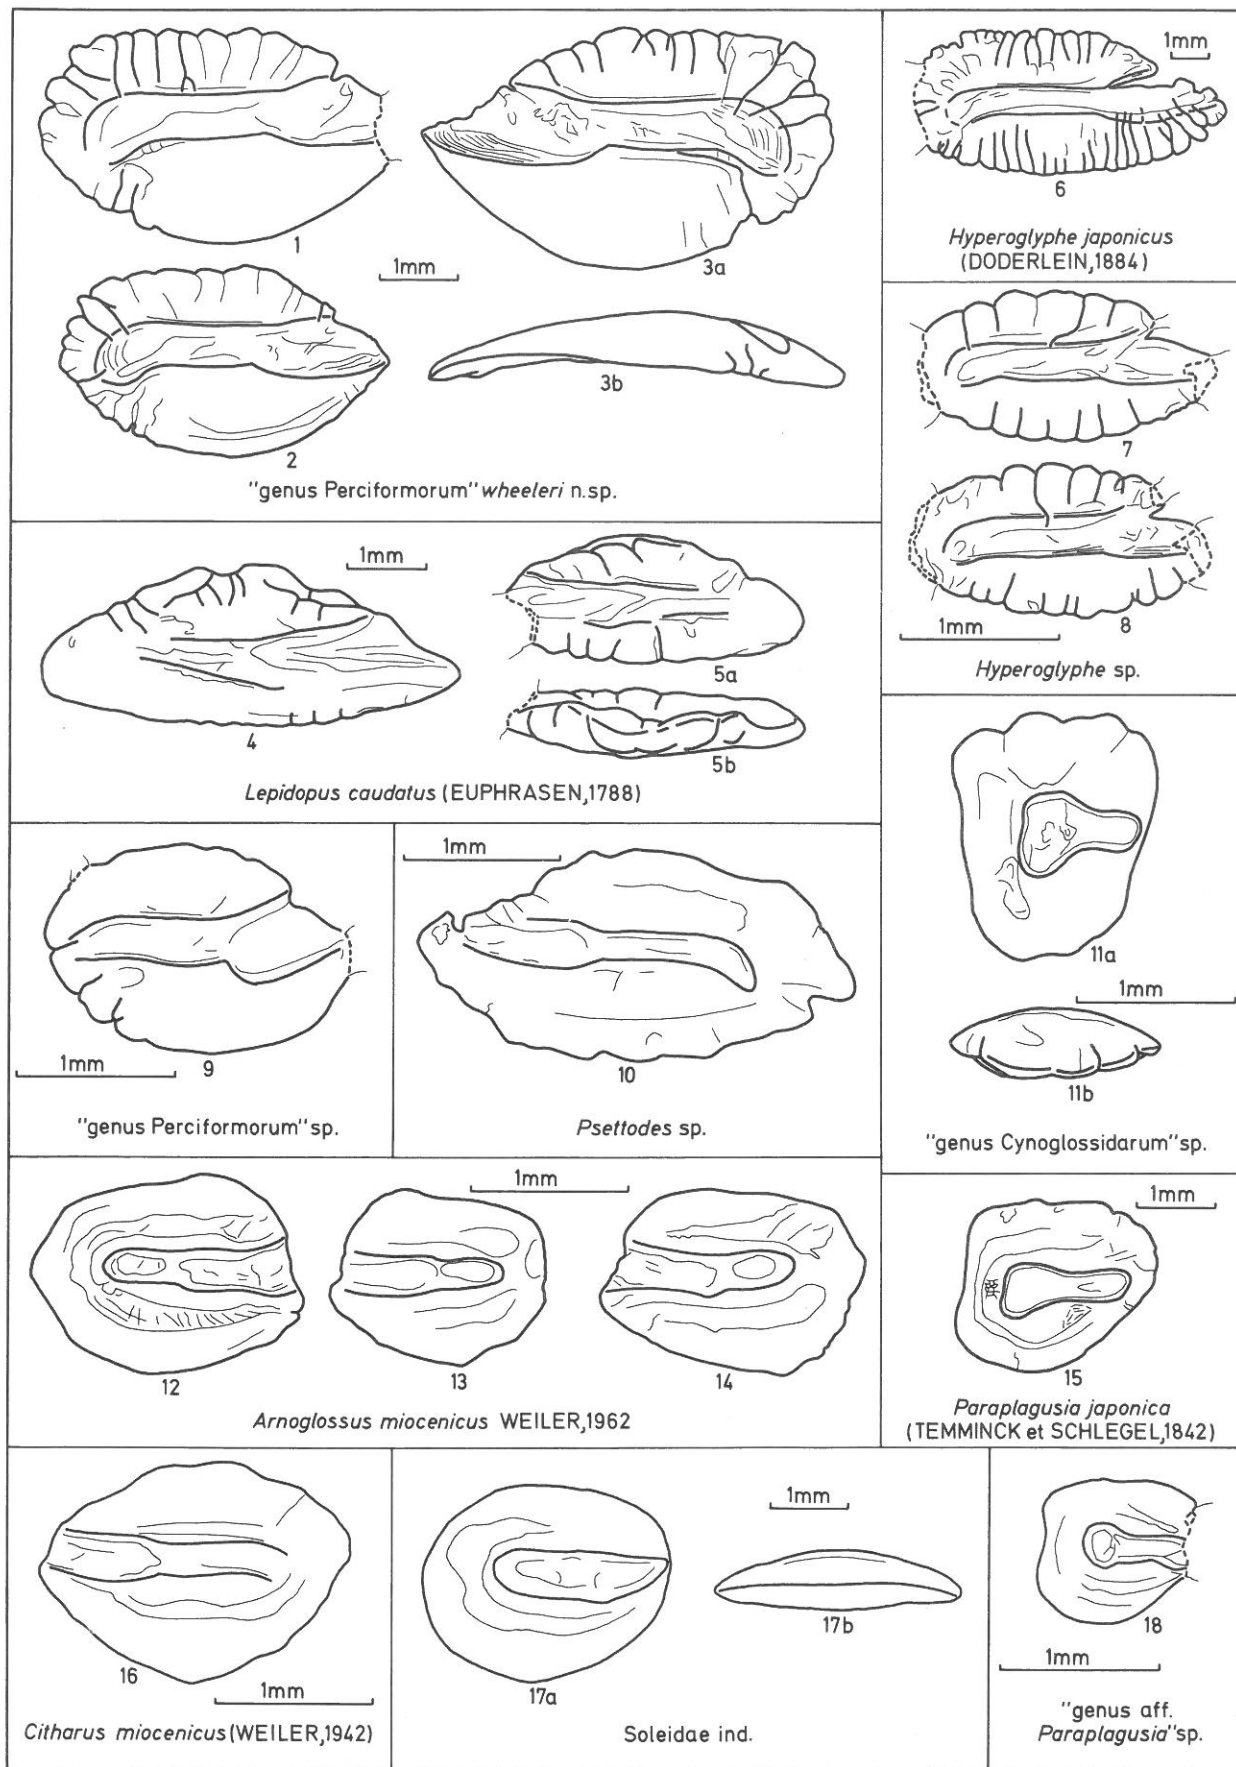 1
1mm
3a
2
3b
"genus Perciformorum" wheeleri n.sp.
1mm
6
Hyperoglyphe japonicus
(DODERLEIN,1884)
7
8
1mm
Hyperoglyphe sp.
1mm
4
5a
5b
Lepidopus caudatus (EUPHRASEN,1788)
9
1mm
"genus Perciformorum" sp.
1mm
10
Psettodes sp.
11a
1mm
11b
"genus Cynoglossidarum" sp.
1mm
12
13
14
Arnoglossus miocenicus WEILER,1962
1mm
15
Paraplagusia japonica
(TEMMINCK et SCHLEGEL,1842)
16
1mm
Citharus miocenicus (WEILER,1942)
1mm
17a
17b
Soleidae ind.
18
1mm
"genus aff.
Paraplagusia" sp.